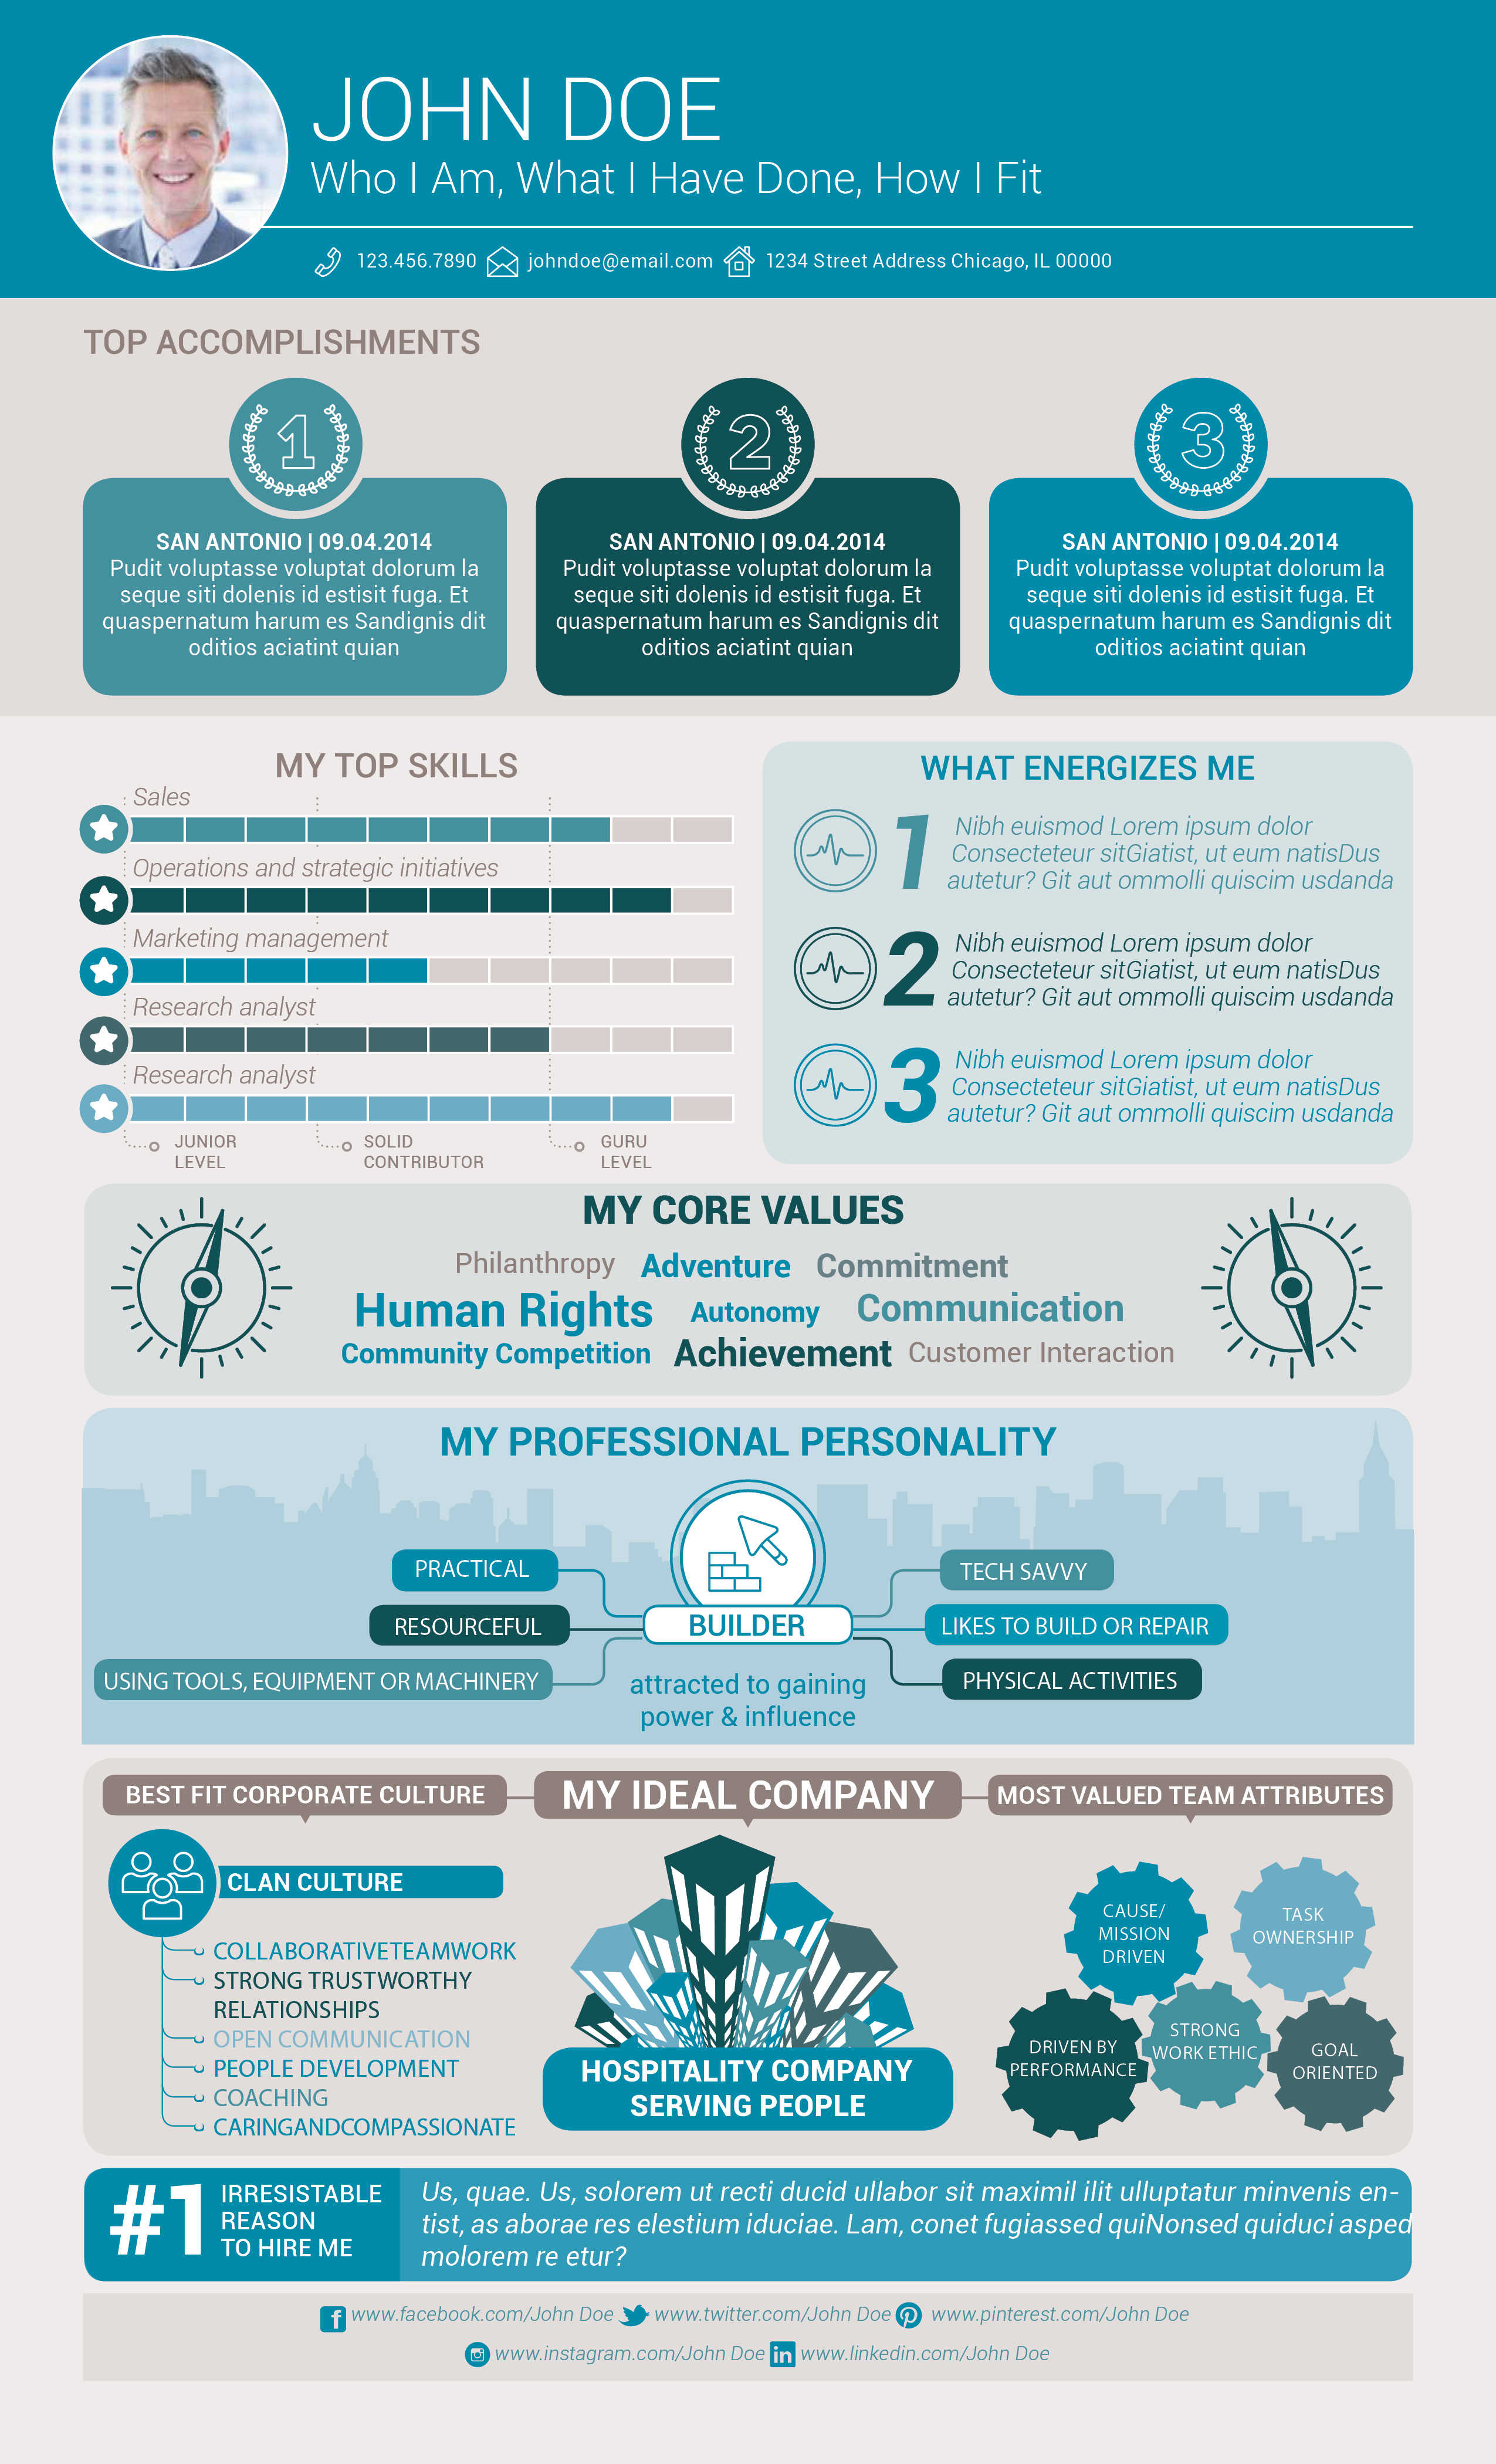 JOHN DOE
Who I Am, What I Have Done, How I Fit
123.456.7890 johndoe@email.com 1234 Street Address Chicago, IL 00000
TOP ACCOMPLISHMENTS
1
SAN ANTONIO | 09.04.2014
Pudit voluptasse voluptat dolorum la
seque siti dolenis id estisit fuga. Et
quaspernatum harum es Sandignis dit
oditios aciatint quian
2
SAN ANTONIO | 09.04.2014
Pudit voluptasse voluptat dolorum la
seque siti dolenis id estisit fuga. Et
quaspernatum harum es Sandignis dit
oditios aciatint quian
3
SAN ANTONIO | 09.04.2014
Pudit voluptasse voluptat dolorum la
seque siti dolenis id estisit fuga. Et
quaspernatum harum es Sandignis dit
oditios aciatint quian
MY TOP SKILLS
Sales
Operations and strategic initiatives
Marketing management
Research analyst
Research analyst
JUNIOR
LEVEL
SOLID
CONTRIBUTOR
GURU
LEVEL
WHAT ENERGIZES ME
1
Nibh euismod Lorem ipsum dolor
Consecteteur sitGiatist, ut eum natisDus
autetur? Git aut ommolli quiscim usdanda
2
Nibh euismod Lorem ipsum dolor
Consecteteur sitGiatist, ut eum natisDus
autetur? Git aut ommolli quiscim usdanda
3
Nibh euismod Lorem ipsum dolor
Consecteteur sitGiatist, ut eum natisDus
autetur? Git aut ommolli quiscim usdanda
MY CORE VALUES
Philanthropy Adventure Commitment
Human Rights Autonomy Communication
Community Competition Achievement Customer Interaction
MY PROFESSIONAL PERSONALITY
PRACTICAL
RESOURCEFUL
USING TOOLS, EQUIPMENT OR MACHINERY
BUILDER
attracted to gaining
power & influence
TECH SAVVY
LIKES TO BUILD OR REPAIR
PHYSICAL ACTIVITIES
BEST FIT CORPORATE CULTURE
CLAN CULTURE
COLLABORATIVETEAMWORK
STRONG TRUSTWORTHY
RELATIONSHIPS
OPEN COMMUNICATION
PEOPLE DEVELOPMENT
COACHING
CARINGANDCOMPASSIONATE
MY IDEAL COMPANY
HOSPITALITY COMPANY
SERVING PEOPLE
MOST VALUED TEAM ATTRIBUTES
CAUSE/
MISSION
DRIVEN
TASK
OWNERSHIP
DRIVEN BY
PERFORMANCE
STRONG
WORK ETHIC
GOAL
ORIENTED
#1
IRRESISTABLE
REASON
TO HIRE ME
Us, quae. Us, solorem ut recti ducid ullabor sit maximil ilit ulluptatur minvenis en-
tist, as aborae res elestium iduciae. Lam, conet fugiassed quiNonsed quiduci asped
molorem re etur?
www.facebook.com/John Doe www.twitter.com/John Doe www.pinterest.com/John Doe
www.instagram.com/John Doe in www.linkedin.com/John Doe